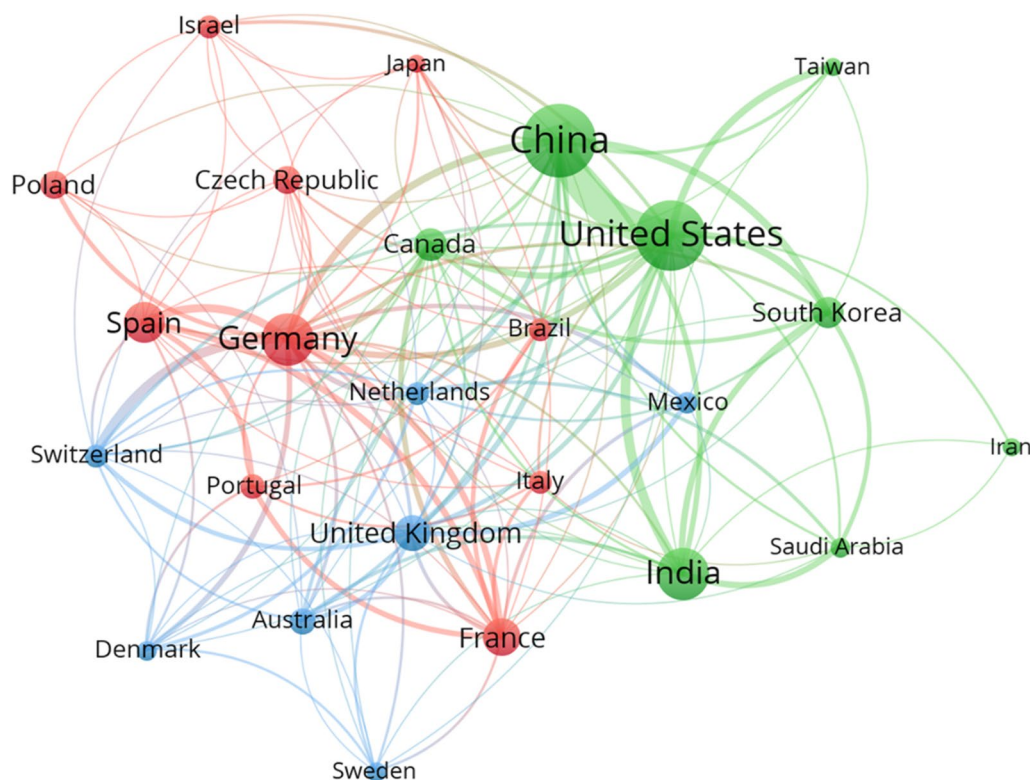 Israel
Japan
Taiwan
China
Poland
Czech Republic
Canada
United States
Spain
Germany
Brazil
South Korea
Netherlands
Mexico
Switzerland
Portugal
Italy
Iran
United Kingdom
Saudi Arabia
India
Australia
France
Denmark
Sweden